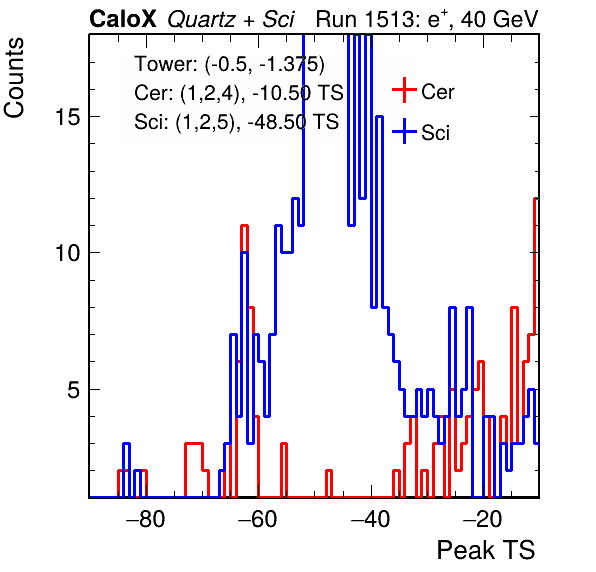 CaloX Quartz + Sci Run 1513: e+, 40 GeV
Counts
Tower: (-0.5, -1.375)
Cer: (1,2,4), -10.50 TS
Sci: (1,2,5), -48.50 TS
Cer
Sci
15
10
5
−80 −60 −40 −20
Peak TS